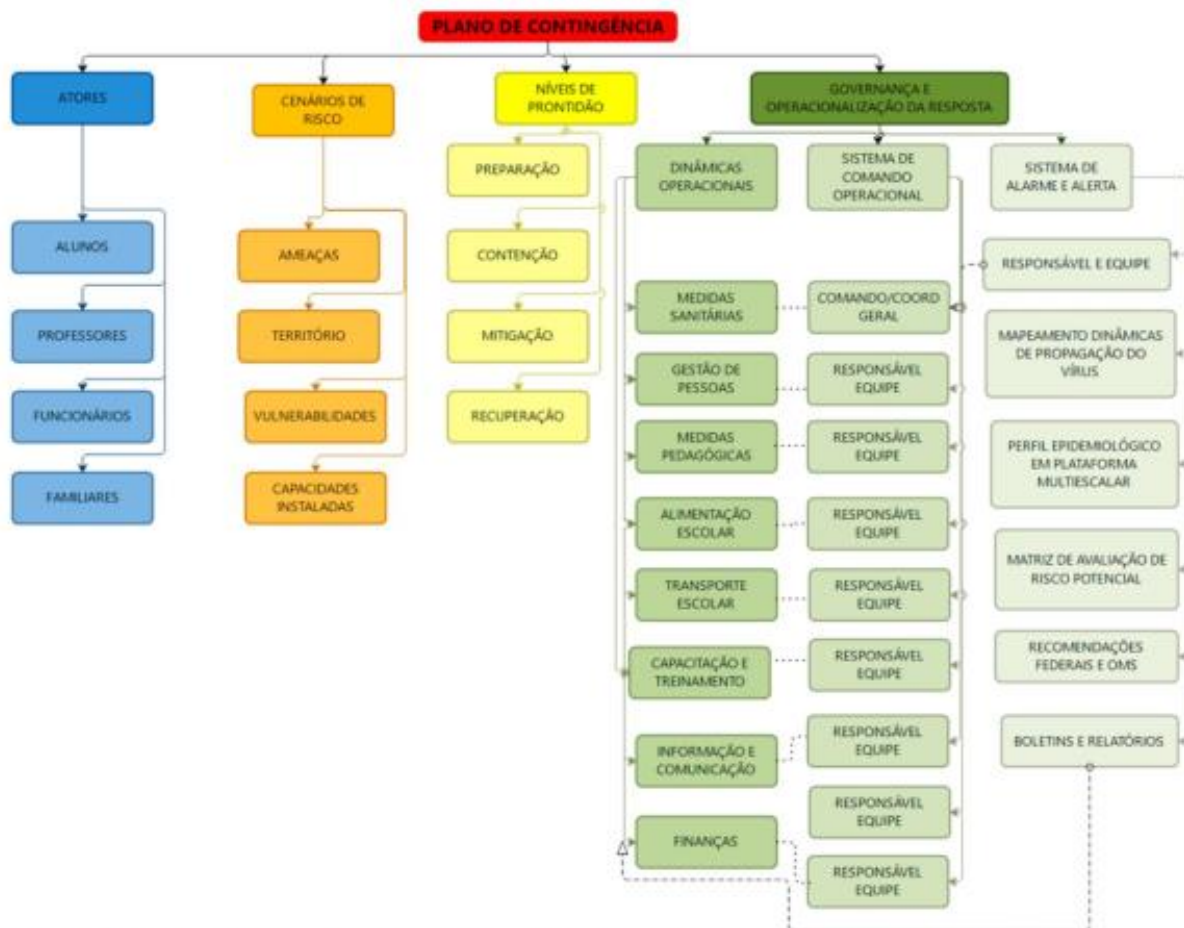 PLANO DE CONTINGÊNCIA
ATORES
ALUNOS
PROFESSORES
FUNCIONÁRIOS
FAMILIARES
CENÁRIOS DE
RISCO
AMEAÇAS
TERRITÓRIO
VULNERABILIDADES
CAPACIDADES
INSTALADAS
NÍVEIS DE
PRONTIDÃO
PREPARAÇÃO
CONTENÇÃO
MITIGAÇÃO
RECUPERAÇÃO
GOVERNANÇA E
OPERACIONALIZAÇÃO DA RESPOSTA
DINÂMICAS
OPERACIONAIS
MEDIDAS
SANITÁRIAS
GESTÃO DE
PESSOAS
MEDIDAS
PEDAGÓGICAS
ALIMENTAÇÃO
ESCOLAR
TRANSPORTE
ESCOLAR
CAPACITAÇÃO E
TREINAMENTO
INFORMAÇÃO E
COMUNICAÇÃO
FINANÇAS
SISTEMA DE
COMANDO
OPERACIONAL
COMANDO/COORD
GERAL
RESPONSÁVEL
EQUIPE
RESPONSÁVEL
EQUIPE
RESPONSÁVEL
EQUIPE
RESPONSÁVEL
EQUIPE
RESPONSÁVEL
EQUIPE
RESPONSÁVEL
EQUIPE
RESPONSÁVEL
EQUIPE
RESPONSÁVEL
EQUIPE
SISTEMA DE
ALARME E ALERTA
RESPONSÁVEL E EQUIPE
MAPEAMENTO DINÂMICAS
DE PROPAGAÇÃO DO
VÍRUS
PERFIL EPIDEMIOLÓGICO
EM PLATAFORMA
MULTIESCALAR
MATRIZ DE AVALIAÇÃO DE
RISCO POTENCIAL
RECOMENDAÇÕES
FEDERAIS E OMS
BOLETINS E RELATÓRIOS